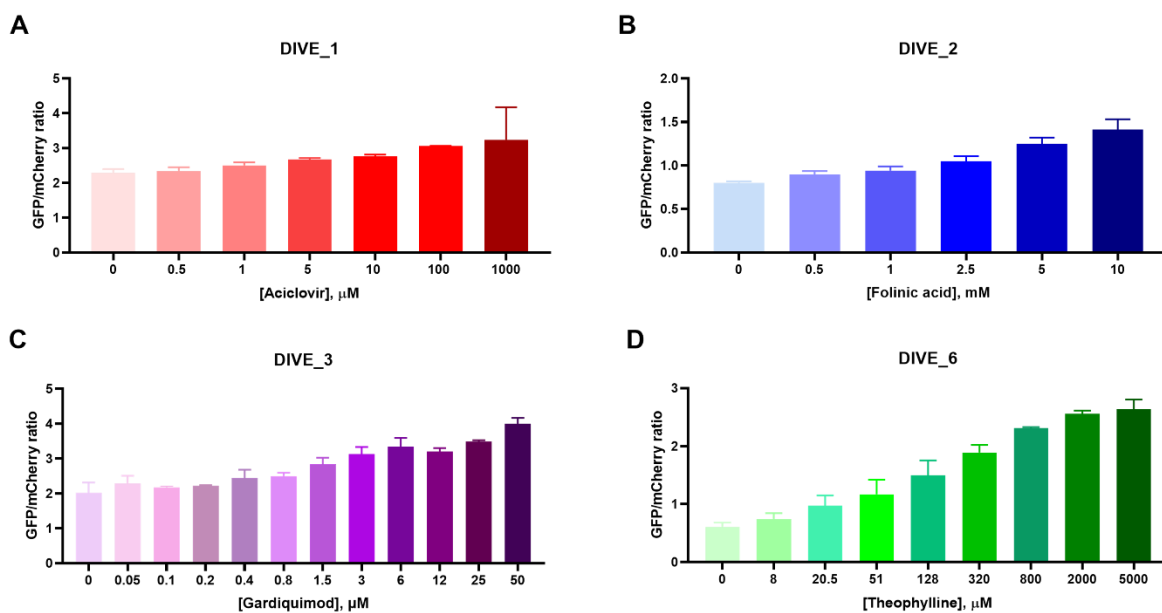 A
DIVE_1
GFP/mCherry ratio
5
4
3
2
1
0
0 0.5 1 5 10 100 1000
[Aciclovir], μM
B
DIVE_2
GFP/mCherry ratio
2.0
1.5
1.0
0.5
0.0
0 0.5 1 2.5 5 10
[Folinic acid], mM
C
DIVE_3
GFP/mCherry ratio
5
4
3
2
1
0
0 0.05 0.1 0.2 0.4 0.8 1.5 3 6 12 25 50
[Gardiquimod], μM
D
DIVE_6
GFP/mCherry ratio
3
2
1
0
0 8 20.5 51 128 320 800 2000 5000
[Theophylline], μM